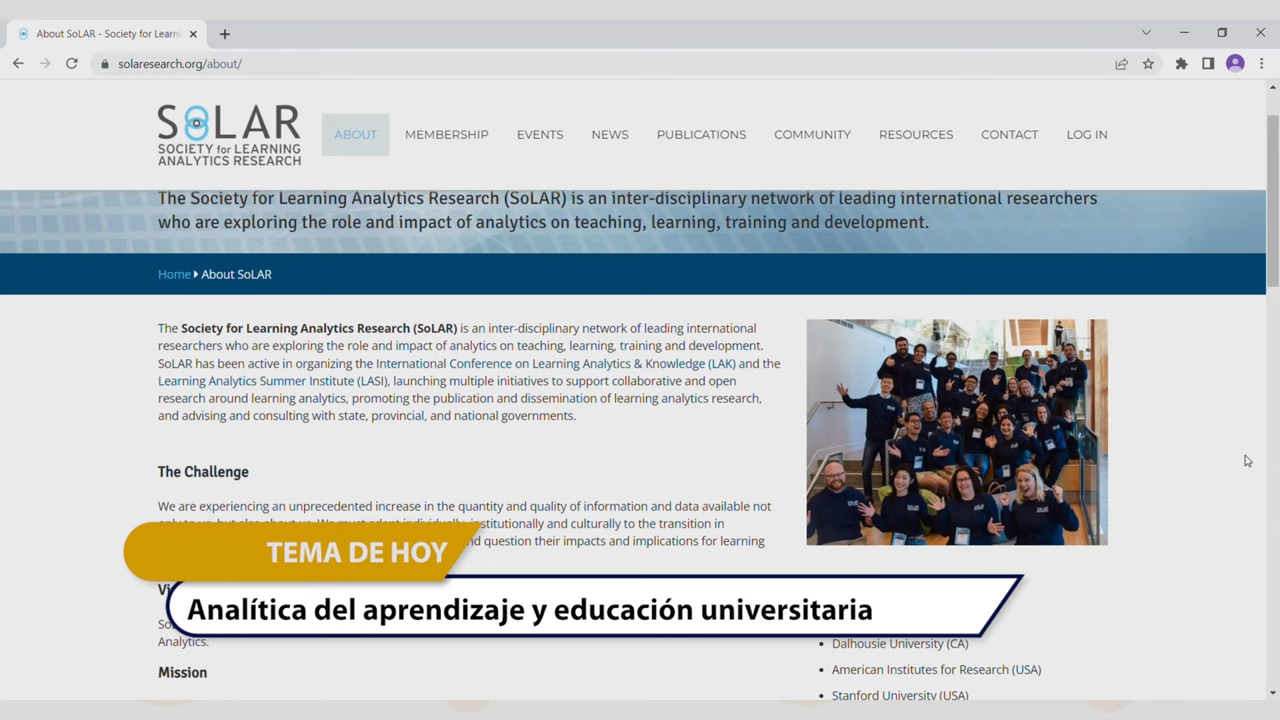 About SoLAR - Society for Learni
solaresearch.org/about/
SOLAR
SOCIETY for LEARNING
ANALYTICS RESEARCH
ABOUT
MEMBERSHIP
EVENTS
NEWS
PUBLICATIONS
COMMUNITY
RESOURCES
CONTACT
LOG IN
The Society for Learning Analytics Research (SoLAR) is an inter-disciplinary network of leading international researchers
who are exploring the role and impact of analytics on teaching, learning, training and development.
Home About SoLAR
The Society for Learning Analytics Research (SoLAR) is an inter-disciplinary network of leading international
researchers who are exploring the role and impact of analytics on teaching, learning, training and development.
SoLAR has been active in organizing the International Conference on Learning Analytics & Knowledge (LAK) and the
Learning Analytics Summer Institute (LASI), launching multiple initiatives to support collaborative and open
research around learning analytics, promoting the publication and dissemination of learning analytics research,
and advising and consulting with state, provincial, and national governments.
The Challenge
We are experiencing an unprecedented increase in the quantity and quality of information and data available not
institutionally and culturally to the transition in
d question their impacts and implications for learning
TEMA DE HOY
Analítica del aprendizaje y educación universitaria
Analytics.
Mission
Dalhousie University (CA)
American Institutes for Research (USA)
Stanford University (USA)